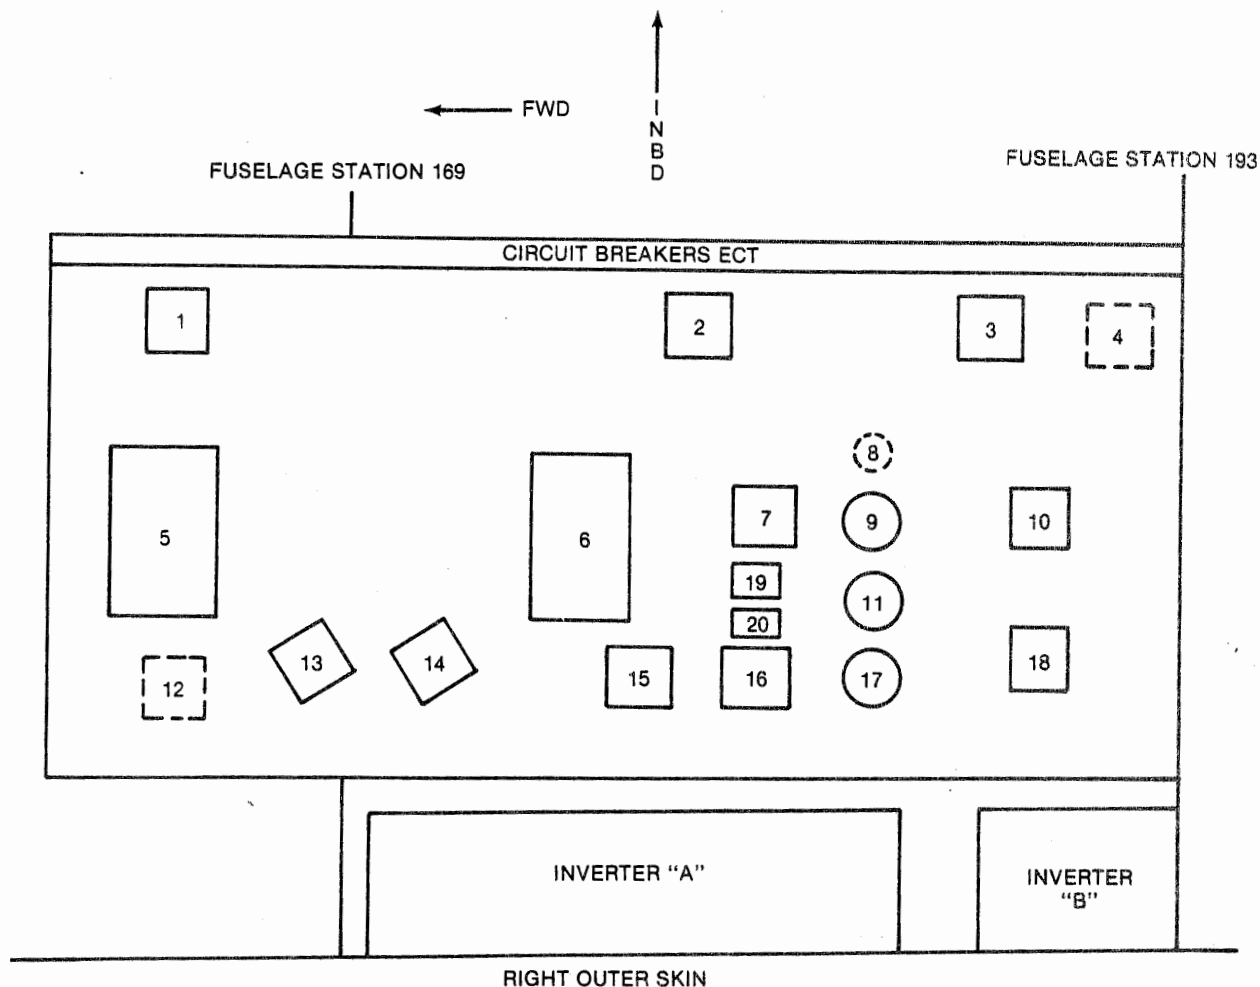 FWD
I
N
B
D
FUSELAGE STATION 169
FUSELAGE STATION 193
CIRCUIT BREAKERS ECT
1
2
3
4
5
6
7
8
9
10
19
11
20
12
13
14
15
16
17
18
INVERTER “A”
INVERTER
“B”
RIGHT OUTER SKIN